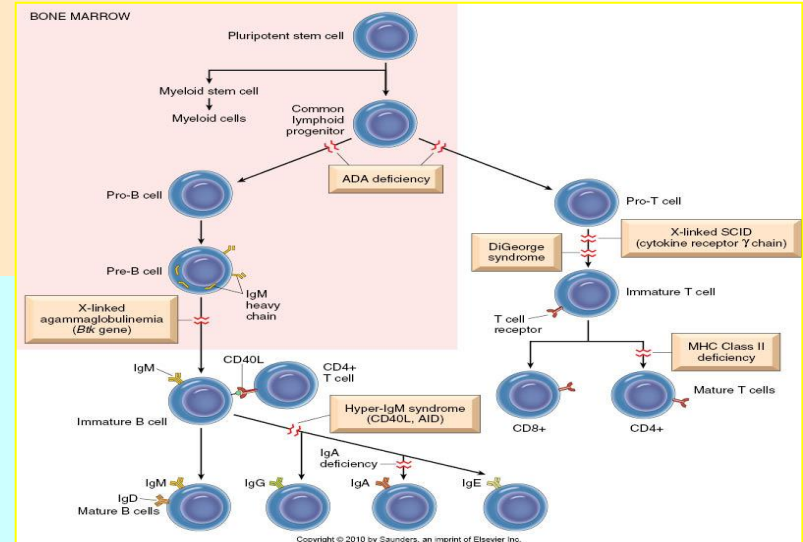 BONE MARROW
Pluripotent stem cell
Myeloid stem cell
Myeloid cells
Common
lymphoid
progenitor
ADA deficiency
Pro-B cell
Pro-T cell
X-linked SCID
(cytokine receptor γ chain)
DiGeorge
syndrome
Pre-B cell
IgM
heavy
chain
Immature T cell
X-linked
agammaglobulinemia
(Btk gene)
T cell
receptor
MHC Class II
deficiency
CD40L
CD4+
T cell
IgM
Mature T cells
Immature B cell
Hyper-IgM syndrome
(CD40L, AID)
CD8+
CD4+
IgA
deficiency
IgM
IgG
IgA
IgE
IgD
Mature B cells
Copyright © 2010 by Saunders, an imprint of Elsevier Inc.